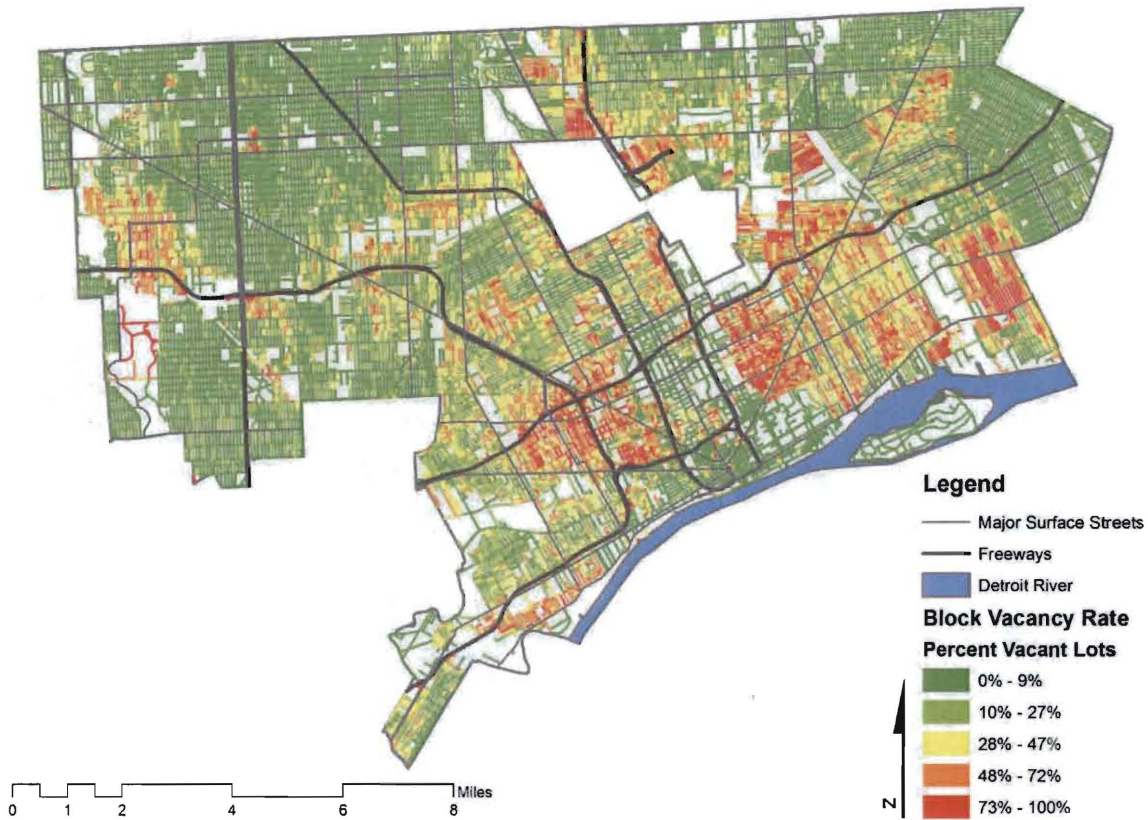 Legend
Major Surface Streets
Freeways
Detroit River
Block Vacancy Rate
Percent Vacant Lots
0% - 9%
10% - 27%
28% - 47%
48% - 72%
73% - 100%
N
Miles
0 1 2 4 6 8